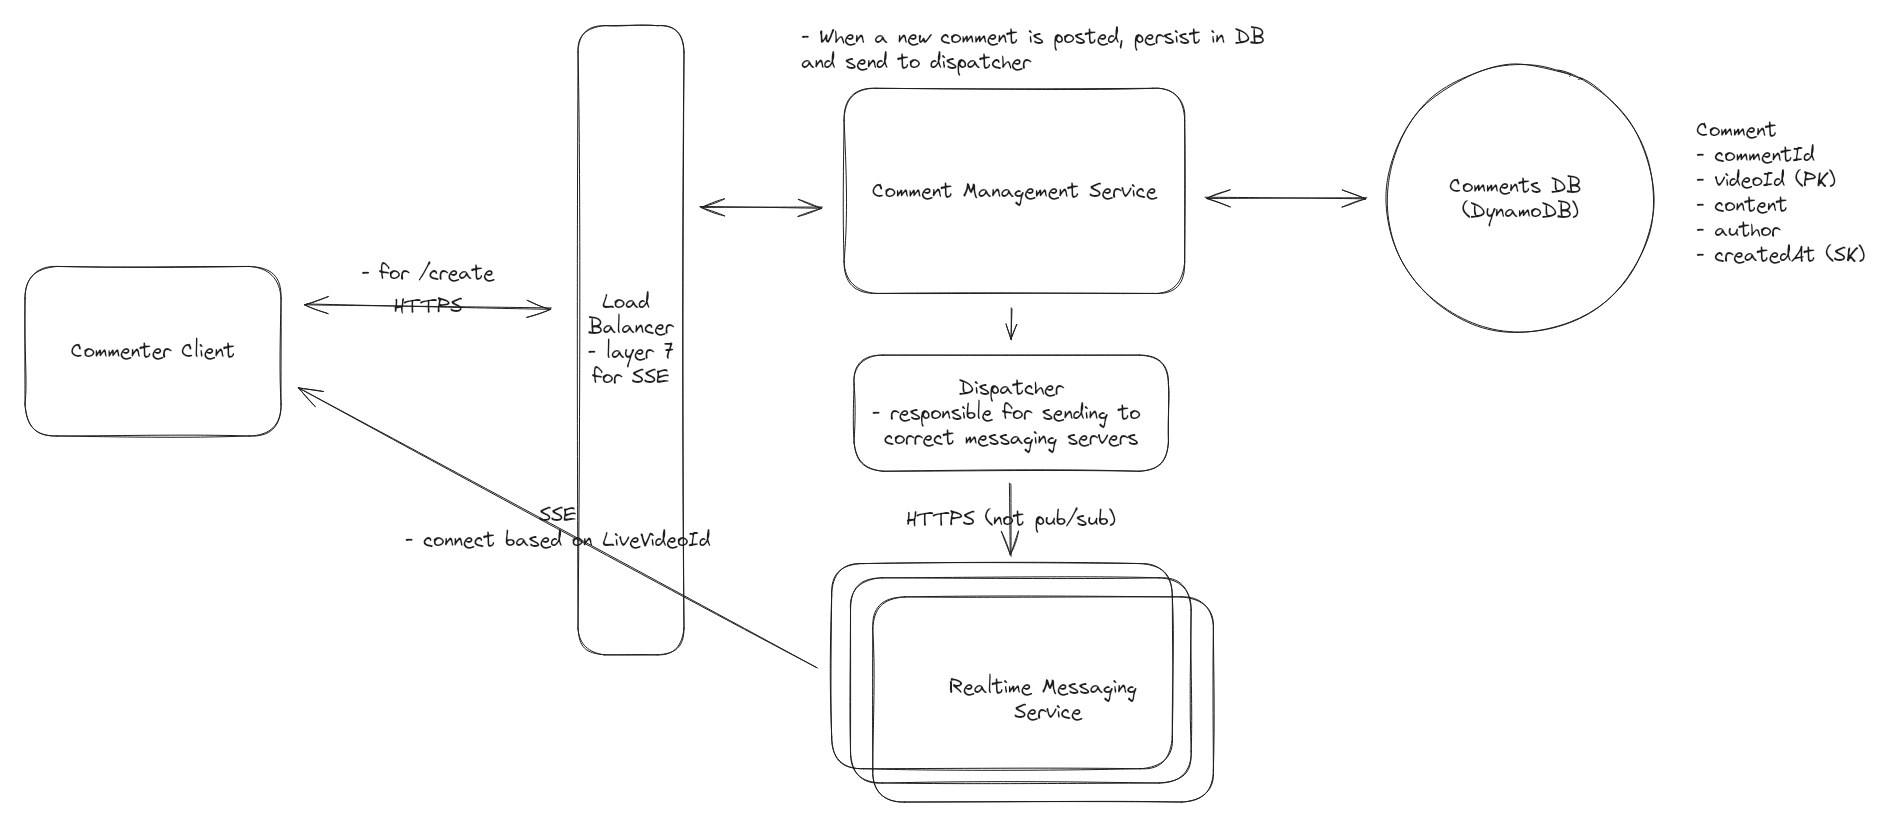 - When a new comment is posted, persist in DB
and send to dispatcher
Comment Management Service
Comments DB
(DynamoDB)
Comment
- commentId
- videoId (PK)
- content
- author
- createdAt (SK)
- for /create
HTTPS
Commenter Client
Load
Balancer
- layer 7
for SSE
Dispatcher
- responsible for sending to
correct messaging servers
SSE
- connect based on LiveVideoId
HTTPS (not pub/sub)
Realtime Messaging
Service